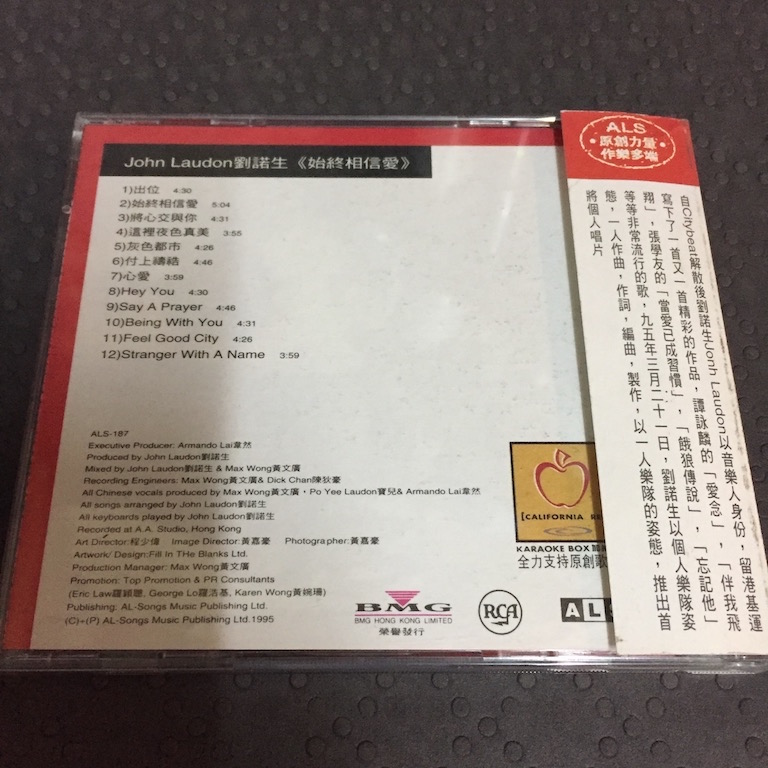 John Laudon劉諾生《始終相信愛》
1)出位 4:30
2)始終相信愛 5:04
3)將心交與你 4:31
4)這裡夜色真美 3:55
5)灰色都市 4:26
6)付上禱皓 4:46
7)心愛 3:59
8)Hey You 4:30
9)Say A Prayer 4:46
10)Being With You 4:31
11)Feel Good City 4:26
12)Stranger With A Name 3:59
ALS-187
Executive Producer: Armando Lai韋然
Produced by John Laudon劉諾生
Mixed by John Laudon劉諾生 & Max Wong黃文廣
Recording Engineers: Max Wong黃文廣& Dick Chan陳狄豪
All Chinese vocals produced by Max Wong黃文廣,Po Yee Laudon寶兒& Armando Lai韋然
All songs arranged by John Laudon劉諾生
All keyboards played by John Laudon劉諾生
Recorded at A.A. Studio, Hong Kong
Art Director:程少偉 Image Director:黃嘉豪 Photographer:黃嘉豪
Artwork/ Design:Fill In THe Blanks Ltd.
Production Manager: Max Wong黃文廣
Promotion: Top Promotion & PR Consultants
(Eric Law羅穎聰, George Lo羅浩基, Karen Wong黃婉珊)
Publishing: AL-Songs Music Publishing Ltd.
(C)+(P) AL-Songs Music Publishing Ltd.1995
BMG
BMG HONG KONG LIMITED
榮譽發行
RCA
ALS
[CALIFORNIA RE
KARAOKE BOX
全力支持原創歌
ALS
原創力量
作樂多端
自Citybeat解散後劉諾生Jonh Laudon以音樂人身份,留港基運
寫下了一首又一首精彩的作品,譚詠麟的「愛念」,「伴我飛
翔」,張學友的「當愛已成習慣」,「餓狼傳說」,「忘記他」
等等非常流行的歌,九五年三月二十一日,劉諾生以個人樂隊姿
態,一人作曲,作詞,編曲,製作,以一人樂隊的姿態,推出首
將個人唱片